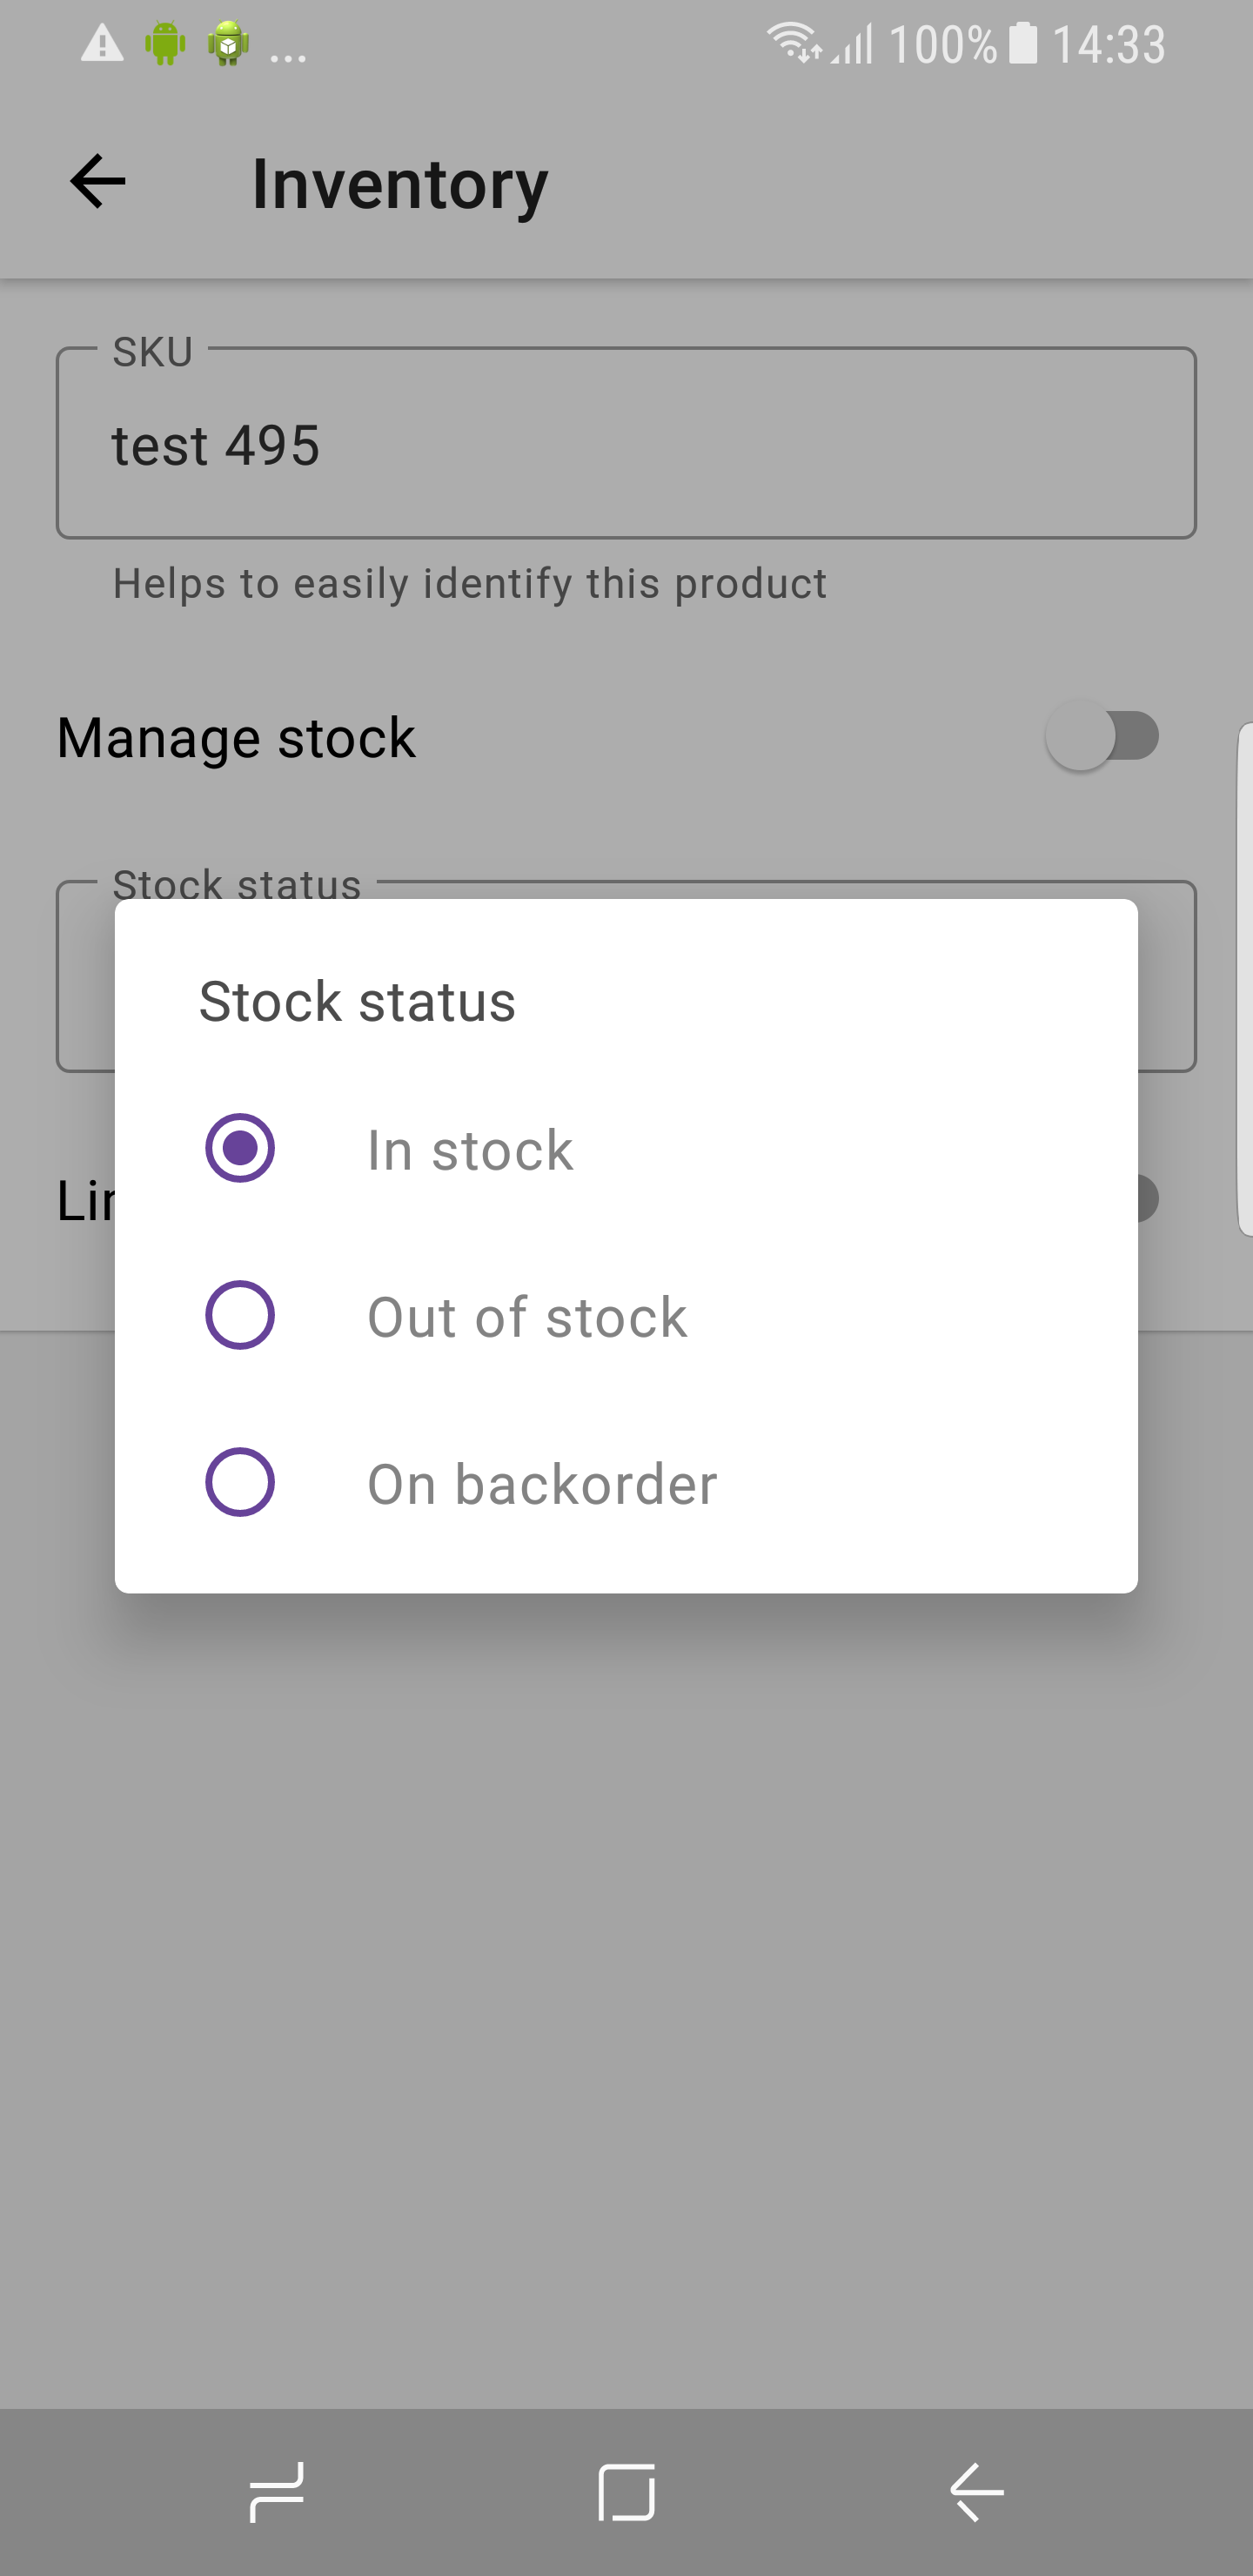 ... 100% 14:33
Inventory
SKU
test 495
Helps to easily identify this product
Manage stock
Stock status
Stock status
In stock
Out of stock
On backorder